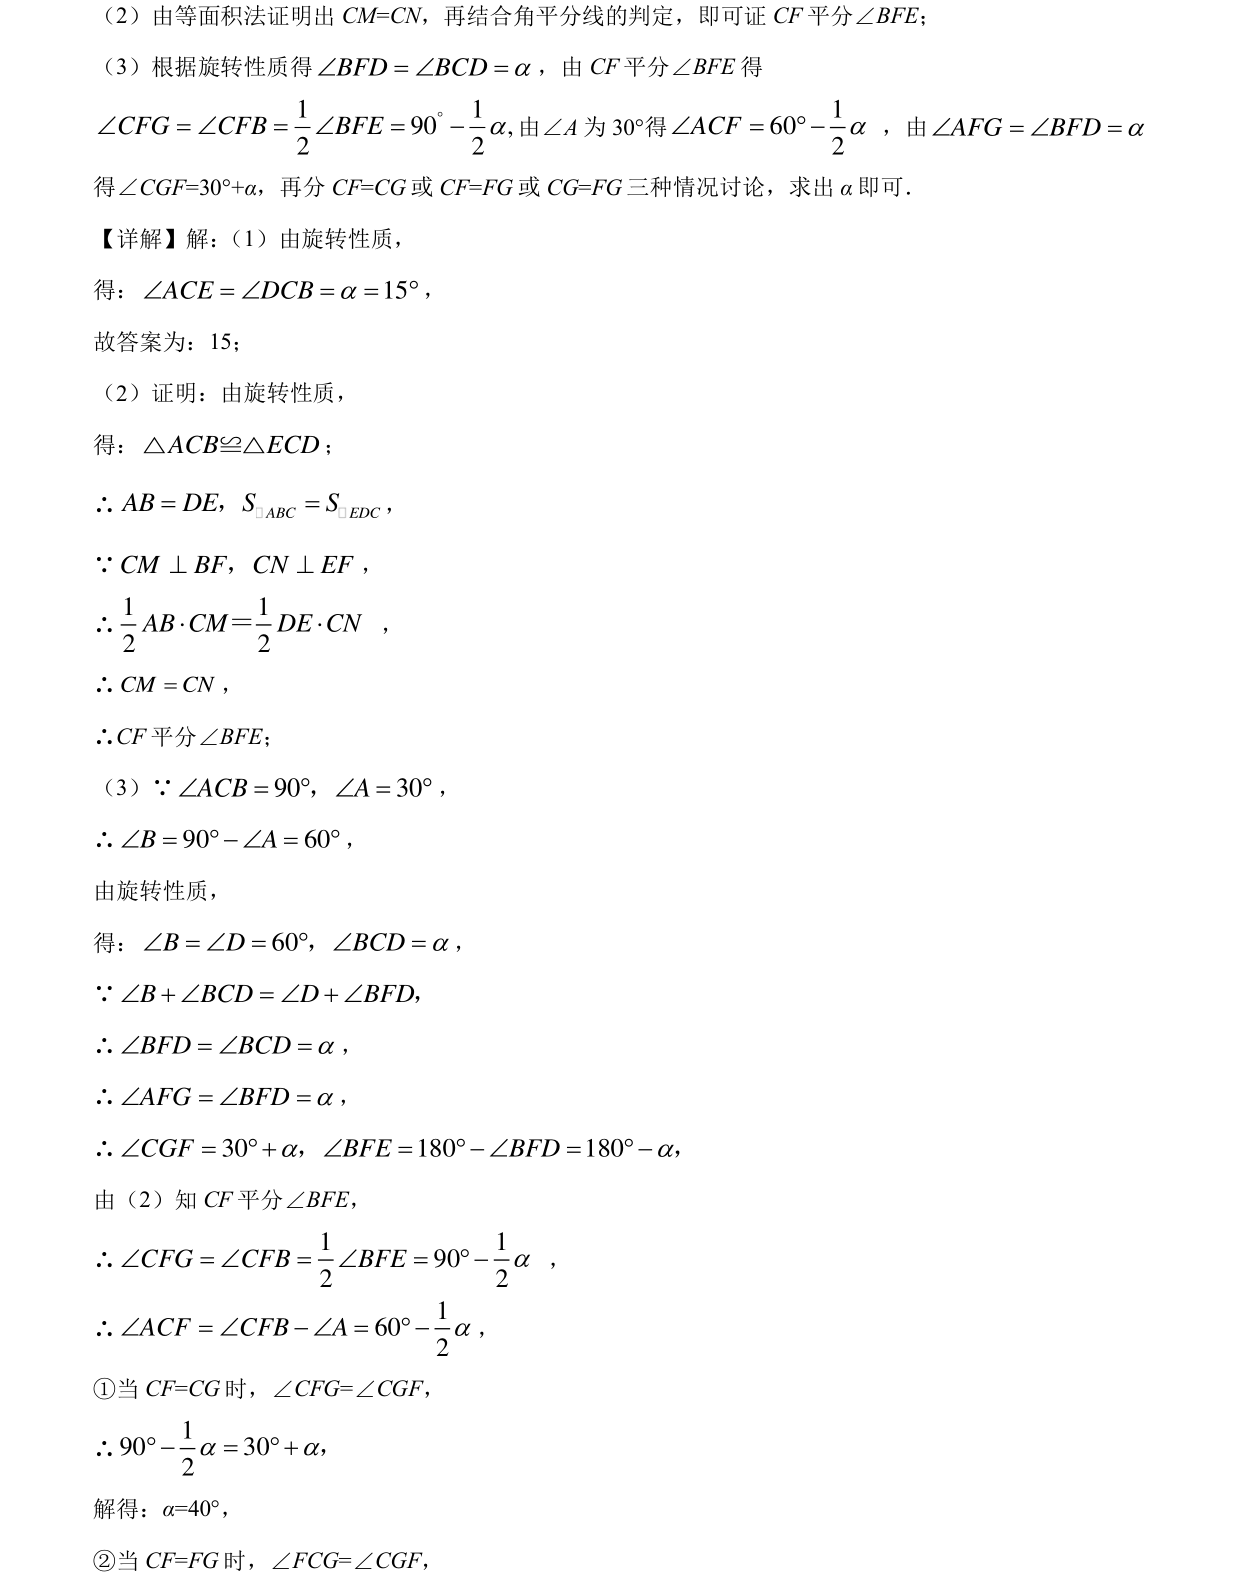 （2）由等面积法证明出 CM=CN，再结合角平分线的判定，即可证 CF 平分∠BFE；
（3）根据旋转性质得∠BFD = ∠BCD = α，由 CF 平分∠BFE 得
∠CFG = ∠CFB = 1/2 ∠BFE = 90° − 1/2 α, 由∠A 为 30°得∠ACF = 60° − 1/2 α ，由∠AFG = ∠BFD = α
得∠CGF=30°+α，再分 CF=CG 或 CF=FG 或 CG=FG 三种情况讨论，求出 α 即可．
【详解】解：（1）由旋转性质，
得：∠ACE = ∠DCB = α = 15°，
故答案为：15；
（2）证明：由旋转性质，
得：△ACB≌△ECD；
∴ AB = DE，S□ABC = S□EDC，
∵ CM ⊥ BF，CN ⊥ EF，
∴ 1/2 AB·CM＝1/2 DE·CN ，
∴ CM = CN，
∴CF 平分∠BFE；
（3）∵ ∠ACB = 90°，∠A = 30°，
∴ ∠B = 90° − ∠A = 60°，
由旋转性质，
得：∠B = ∠D = 60°，∠BCD = α，
∵ ∠B + ∠BCD = ∠D + ∠BFD，
∴ ∠BFD = ∠BCD = α，
∴ ∠AFG = ∠BFD = α，
∴ ∠CGF = 30° + α，∠BFE = 180° − ∠BFD = 180° − α，
由（2）知 CF 平分∠BFE，
∴ ∠CFG = ∠CFB = 1/2 ∠BFE = 90° − 1/2 α ，
∴ ∠ACF = ∠CFB − ∠A = 60° − 1/2 α，
①当 CF=CG 时，∠CFG=∠CGF，
∴ 90° − 1/2 α = 30° + α，
解得：α=40°，
②当 CF=FG 时，∠FCG=∠CGF，